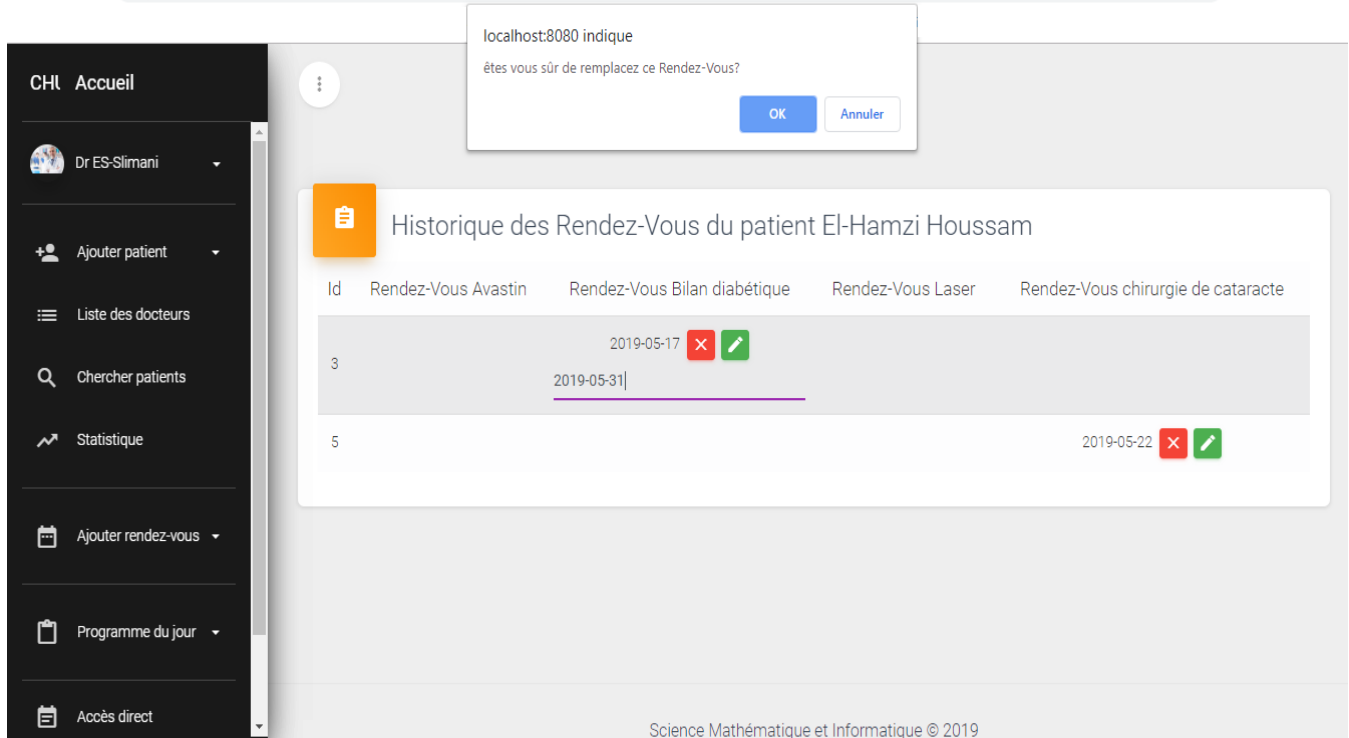 localhost:8080 indique
êtes vous sûr de remplacez ce Rendez-Vous?
OK Annuler
CHU Accueil
Dr ES-Slimani
Ajouter patient
Liste des docteurs
Chercher patients
Statistique
Ajouter rendez-vous
Programme du jour
Accès direct
Historique des Rendez-Vous du patient El-Hamzi Houssam
Id Rendez-Vous Avastin Rendez-Vous Bilan diabétique Rendez-Vous Laser Rendez-Vous chirurgie de cataracte
3 2019-05-17
2019-05-31
5 2019-05-22
Science Mathématique et Informatique © 2019